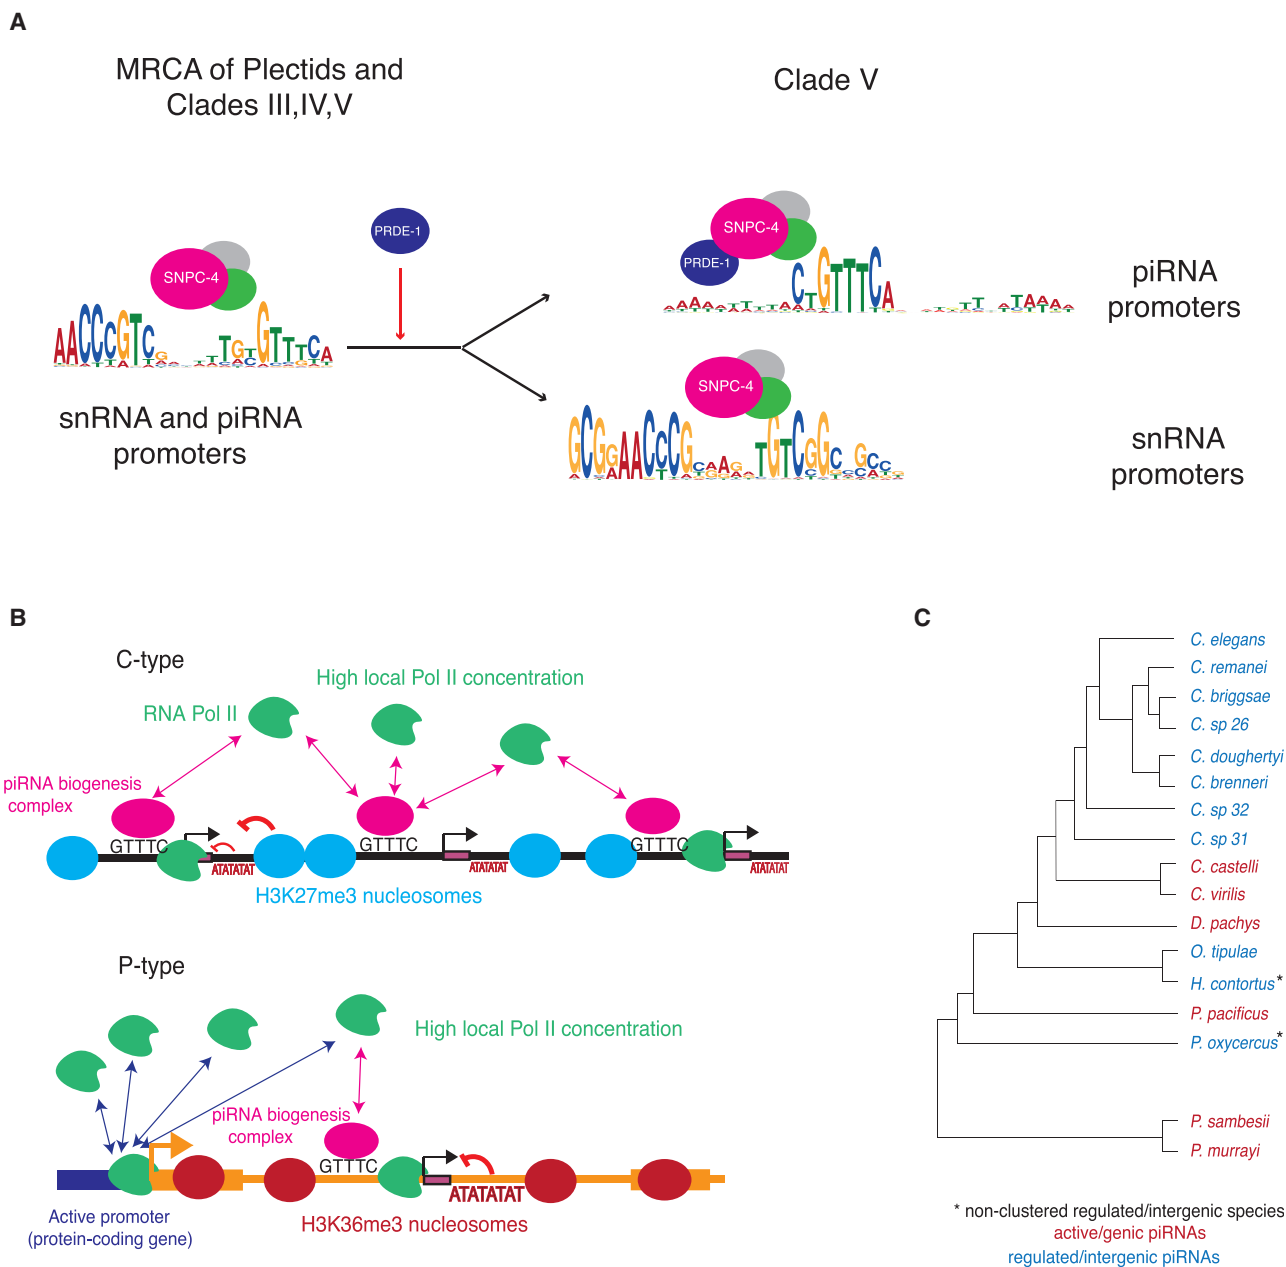 A
MRCA of Plectids and
Clades III,IV,V
Clade V
PRDE-1
SNPC-4
SNPC-4
PRDE-1
piRNA
promoters
SNPC-4
snRNA and piRNA
promoters
snRNA
promoters
B
C-type
High local Pol II concentration
RNA Pol II
piRNA biogenesis
complex
GTTTC
GTTTC
GTTTC
ATATATAT
ATATATAT
ATATATAT
H3K27me3 nucleosomes
P-type
High local Pol II concentration
piRNA biogenesis
complex
GTTTC
ATATATAT
Active promoter
(protein-coding gene)
H3K36me3 nucleosomes
C
C. elegans
C. remanei
C. briggsae
C. sp 26
C. doughertyi
C. brenneri
C. sp 32
C. sp 31
C. castelli
C. virilis
D. pachys
O. tipulae
H. contortus*
P. pacificus
P. oxycercus*
P. sambesii
P. murrayi
* non-clustered regulated/intergenic species
active/genic piRNAs
regulated/intergenic piRNAs